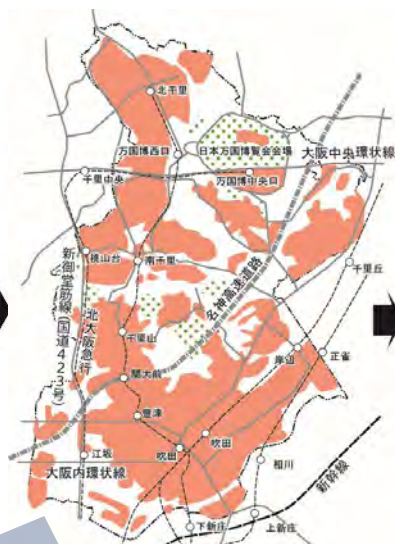 北千里
万国博西口
日本万国博覧会会場
大阪中央環状線
千里中央
万国博中央口
桃山台
南千里
千里丘
新御堂筋線(国道423号)
北大阪急行
名神高速道路
千里山
岸辺
正雀
関大前
豊津
吹田
吹田
江坂
相川
大阪内環状線
新幹線
下新庄
上新庄